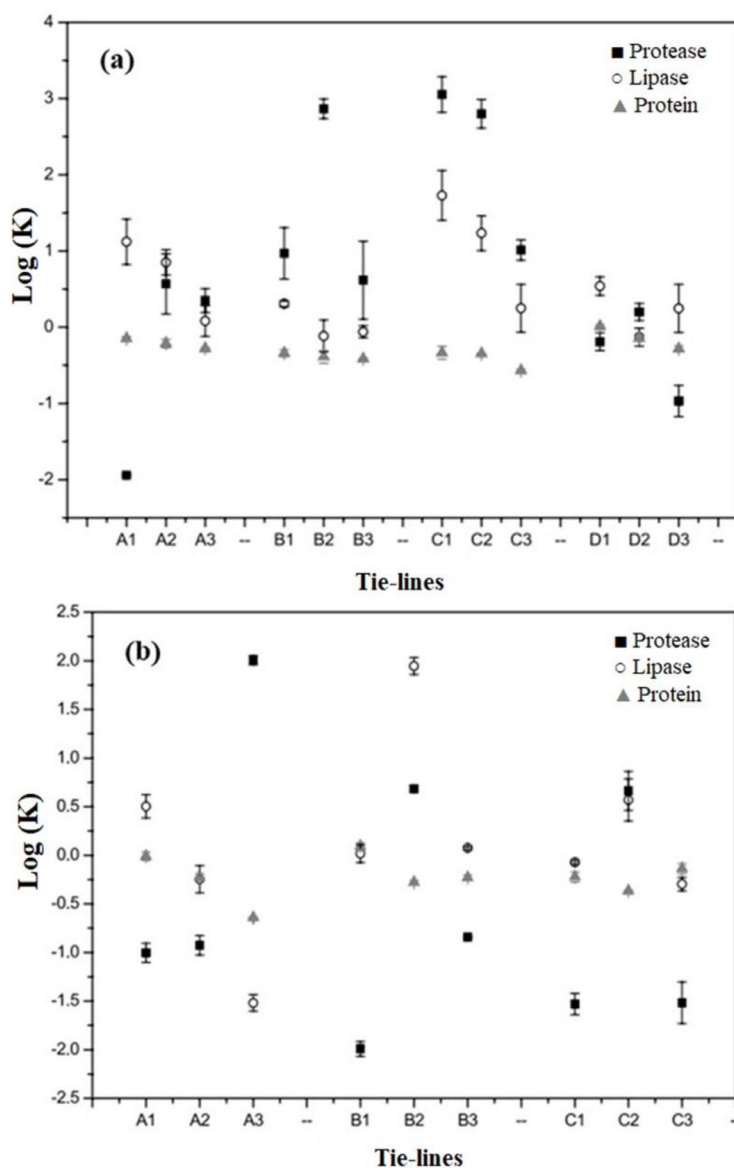 (a)
Protease
Lipase
Protein
Log (K)
4
3
2
1
0
-1
-2
A1 A2 A3 -- B1 B2 B3 -- C1 C2 C3 -- D1 D2 D3 --
Tie-lines
(b)
Protease
Lipase
Protein
Log (K)
2.5
2.0
1.5
1.0
0.5
0.0
-0.5
-1.0
-1.5
-2.0
-2.5
A1 A2 A3 -- B1 B2 B3 -- C1 C2 C3 -
Tie-lines